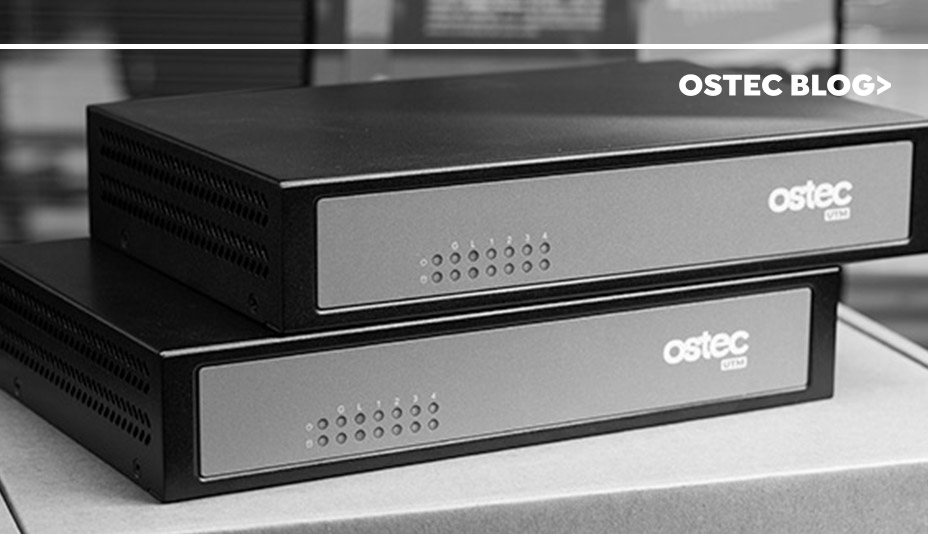 OSTEC BLOG>
ostec
UTM
G L 1 2 3 4
ostec
UTM
G L 1 2 3 4